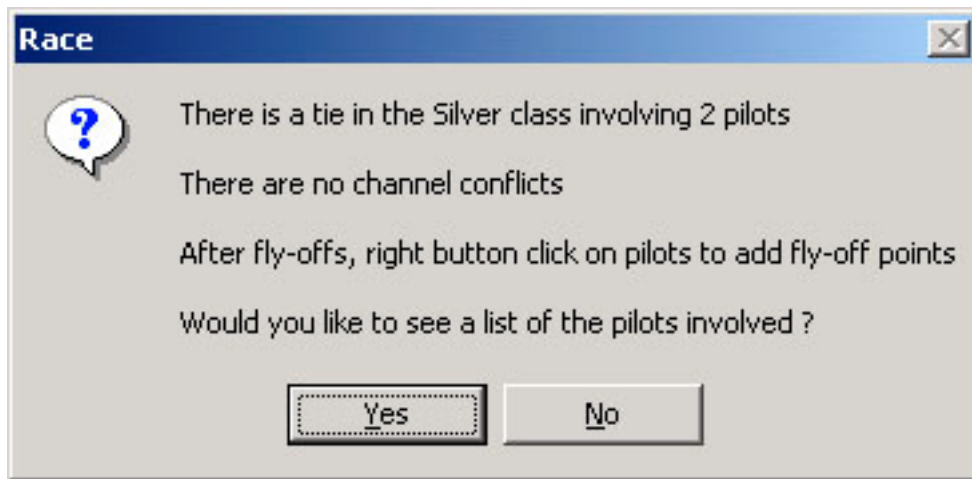 Race
There is a tie in the Silver class involving 2 pilots
There are no channel conflicts
After fly-offs, right button click on pilots to add fly-off points
Would you like to see a list of the pilots involved ?
Yes No